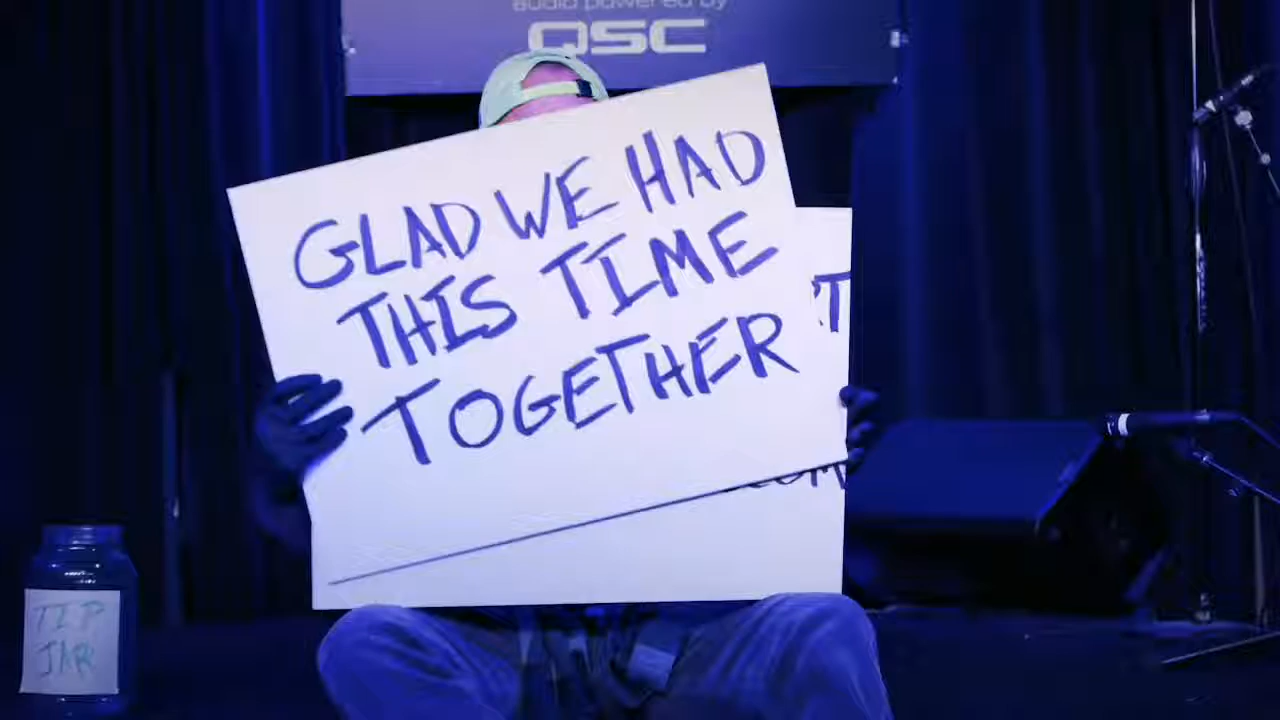 audio powered by
QSC
GLAD WE HAD
THIS TIME
TOGETHER
TIP
JAR